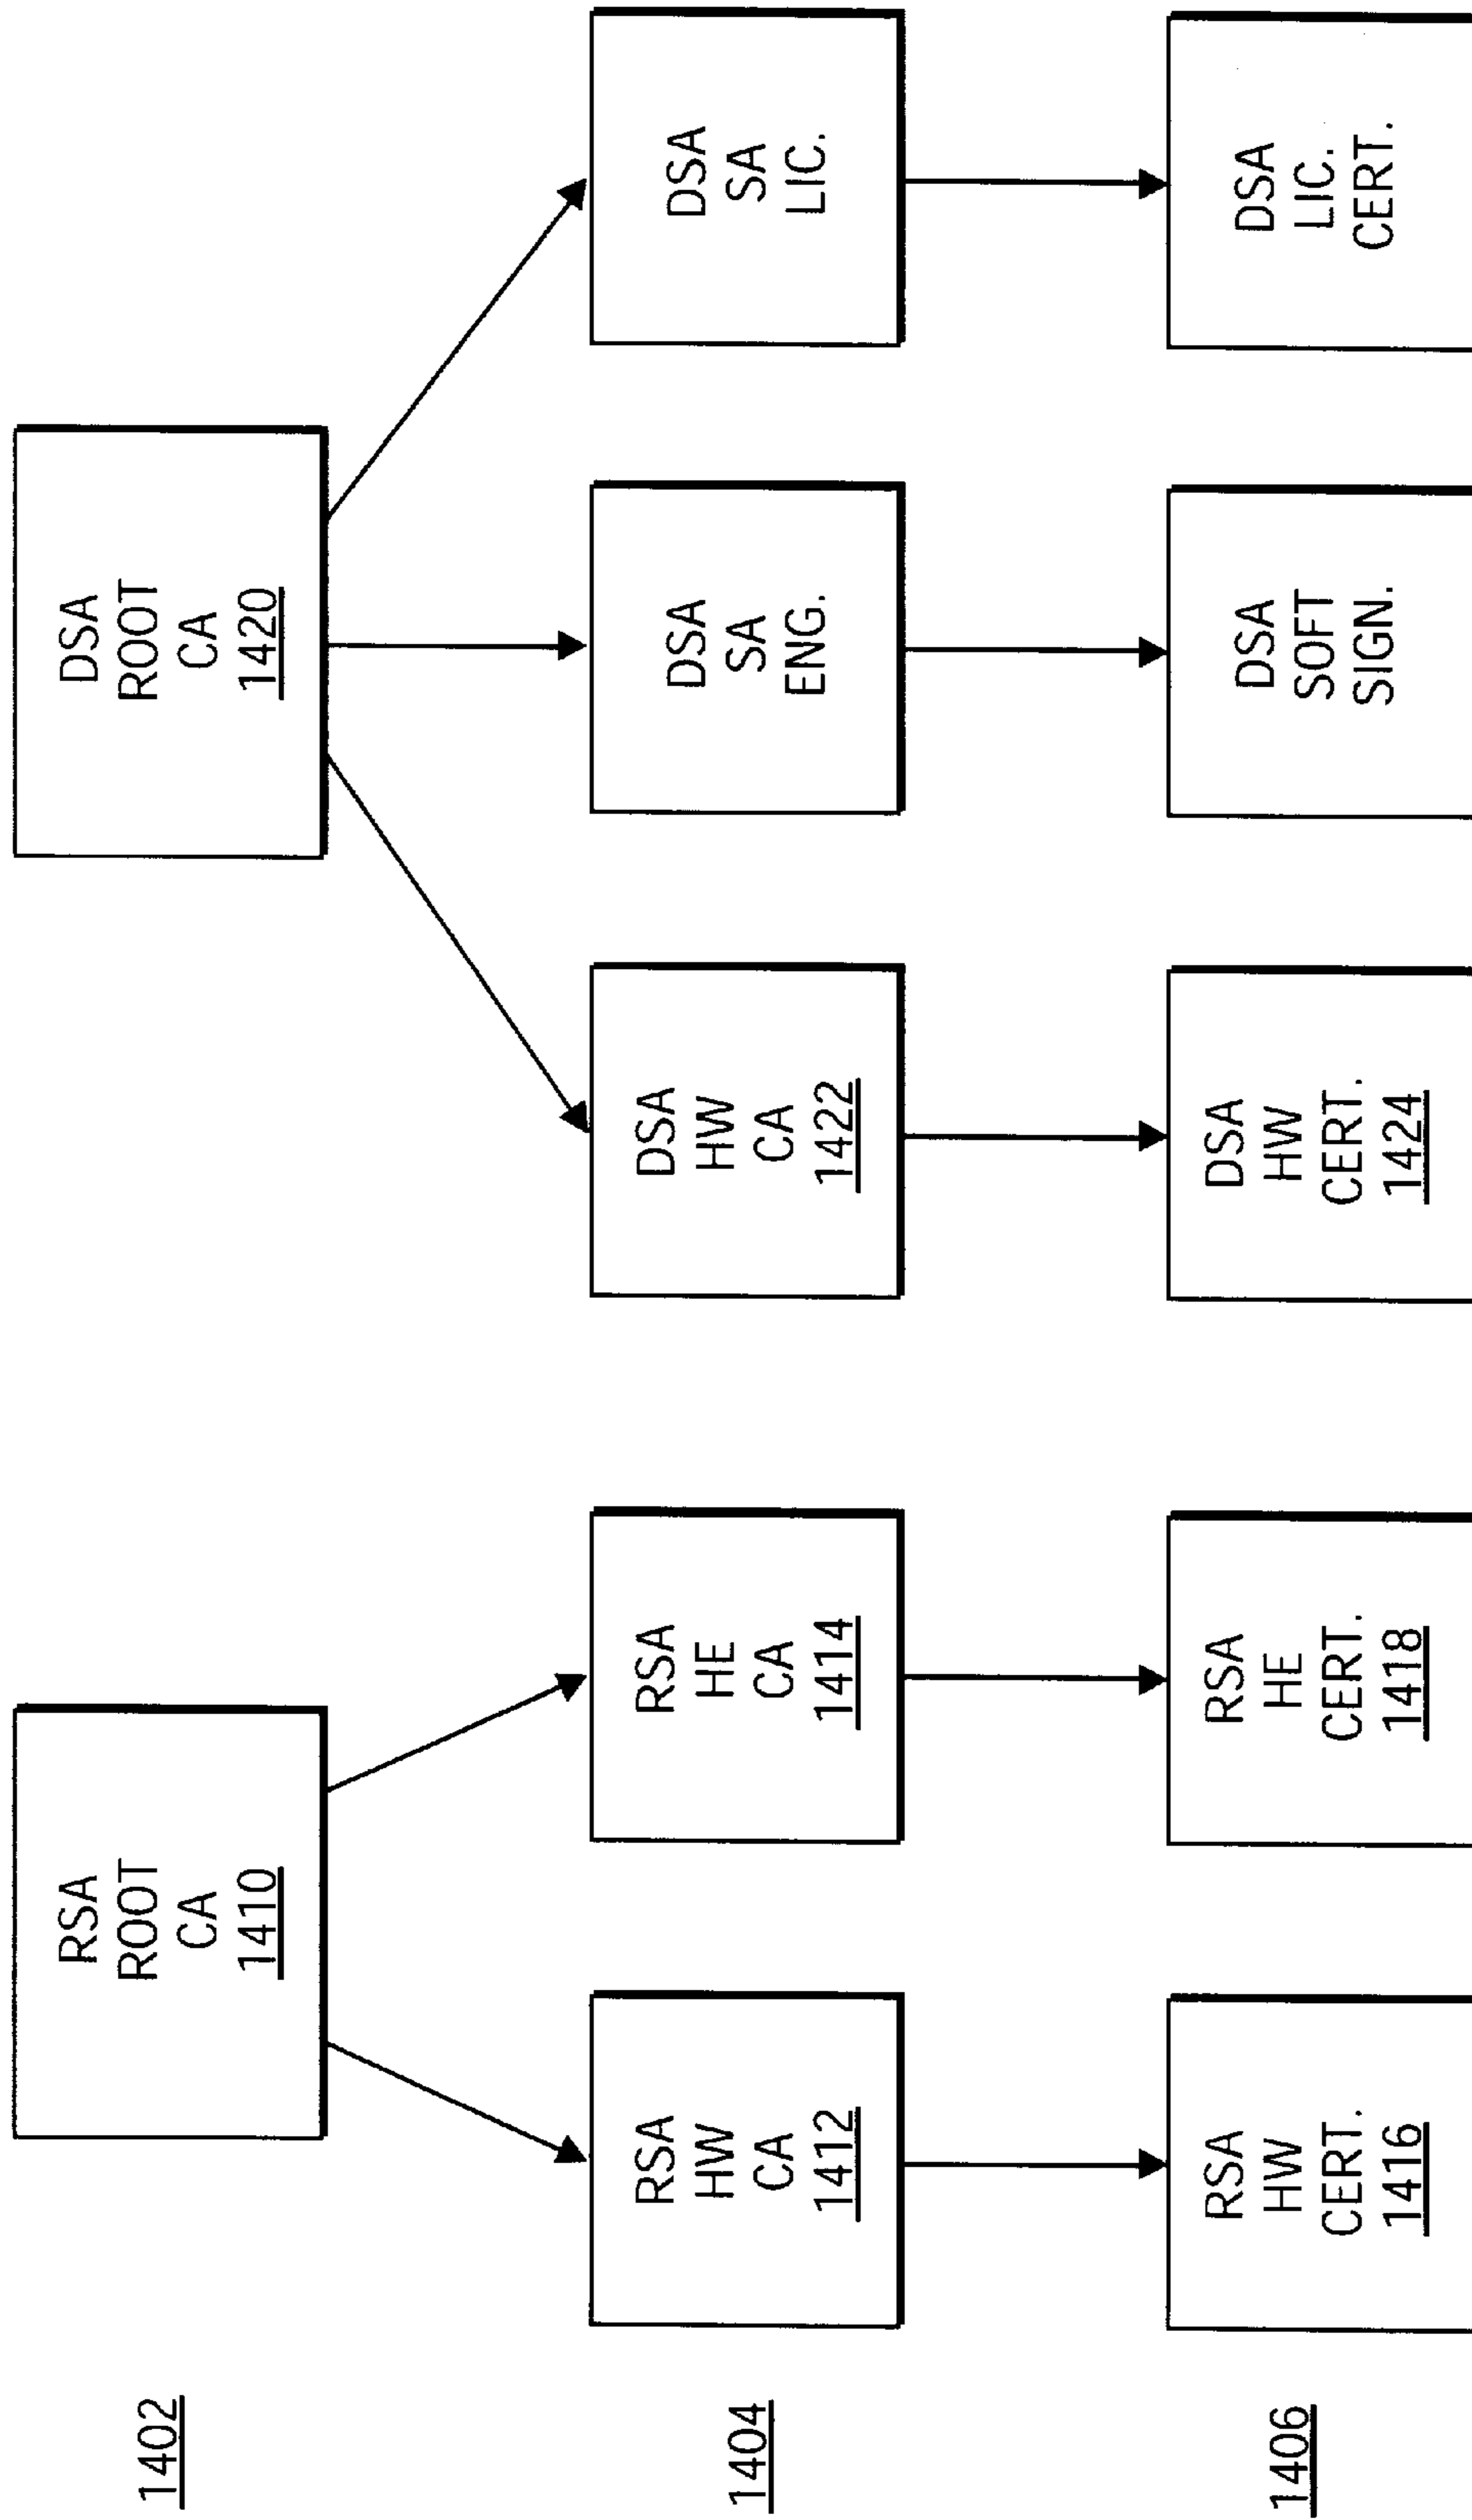 1402
RSA
ROOT
CA
1410
DSA
ROOT
CA
1420
1404
RSA
HW
CA
1412
RSA
HE
CA
1414
DSA
HW
CA
1422
DSA
SA
ENG.
DSA
SA
LIC.
1406
RSA
HW
CERT.
1416
RSA
HE
CERT.
1418
DSA
HW
CERT.
1424
DSA
SOFT
SIGN.
DSA
LIC.
CERT.